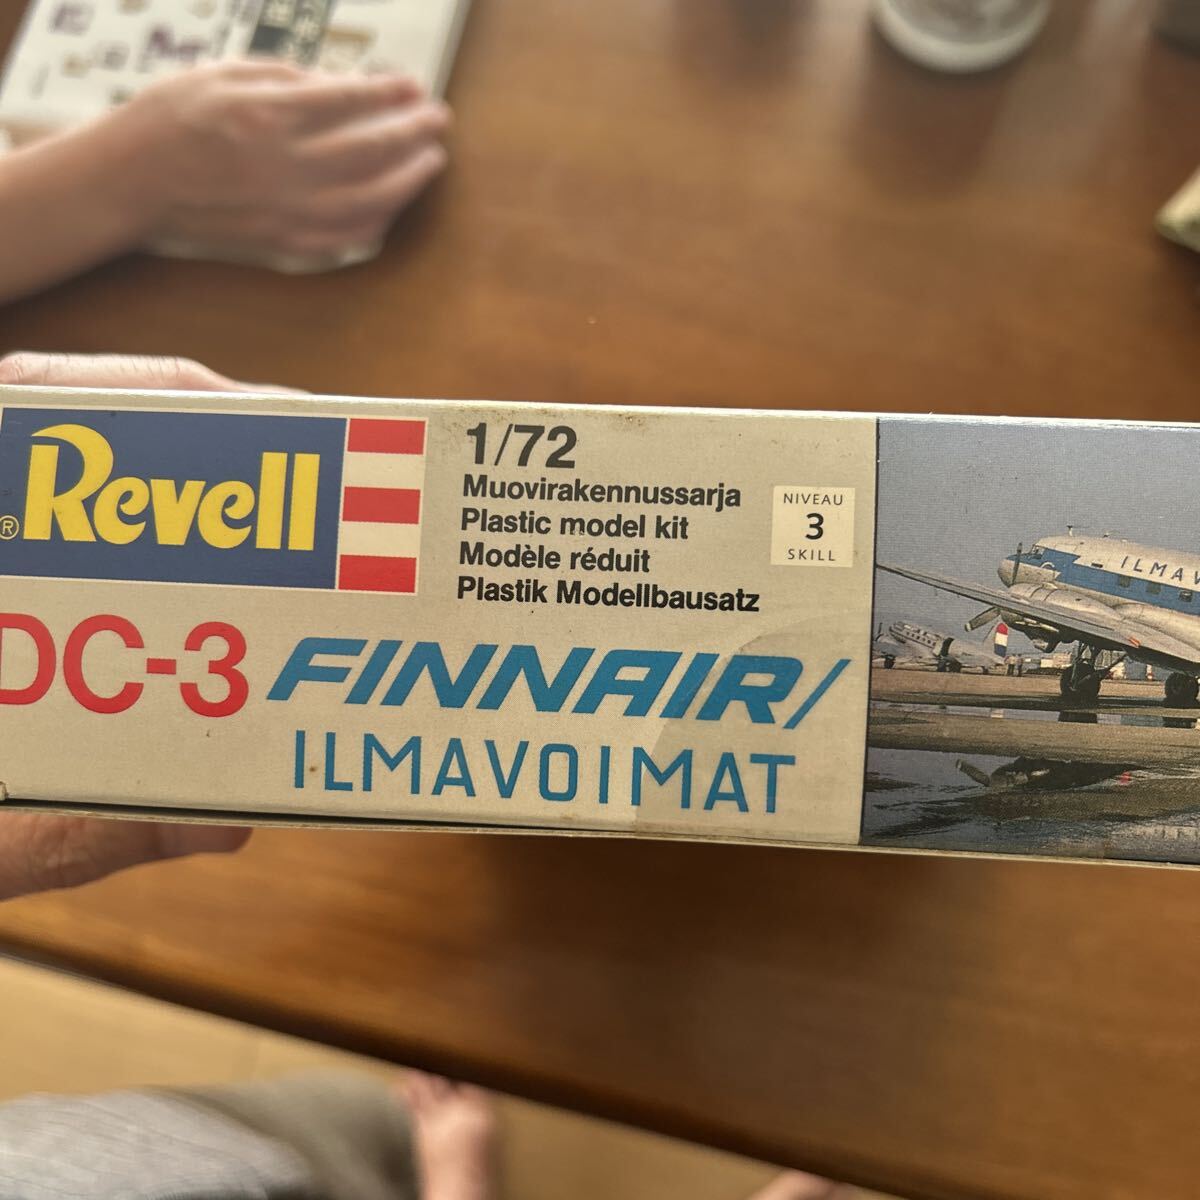 Revell
®
1/72
Muovirakennussarja
Plastic model kit
Modèle réduit
Plastik Modellbausatz
NIVEAU
3
SKILL
DC-3 FINNAIR/
ILMAVOIMAT